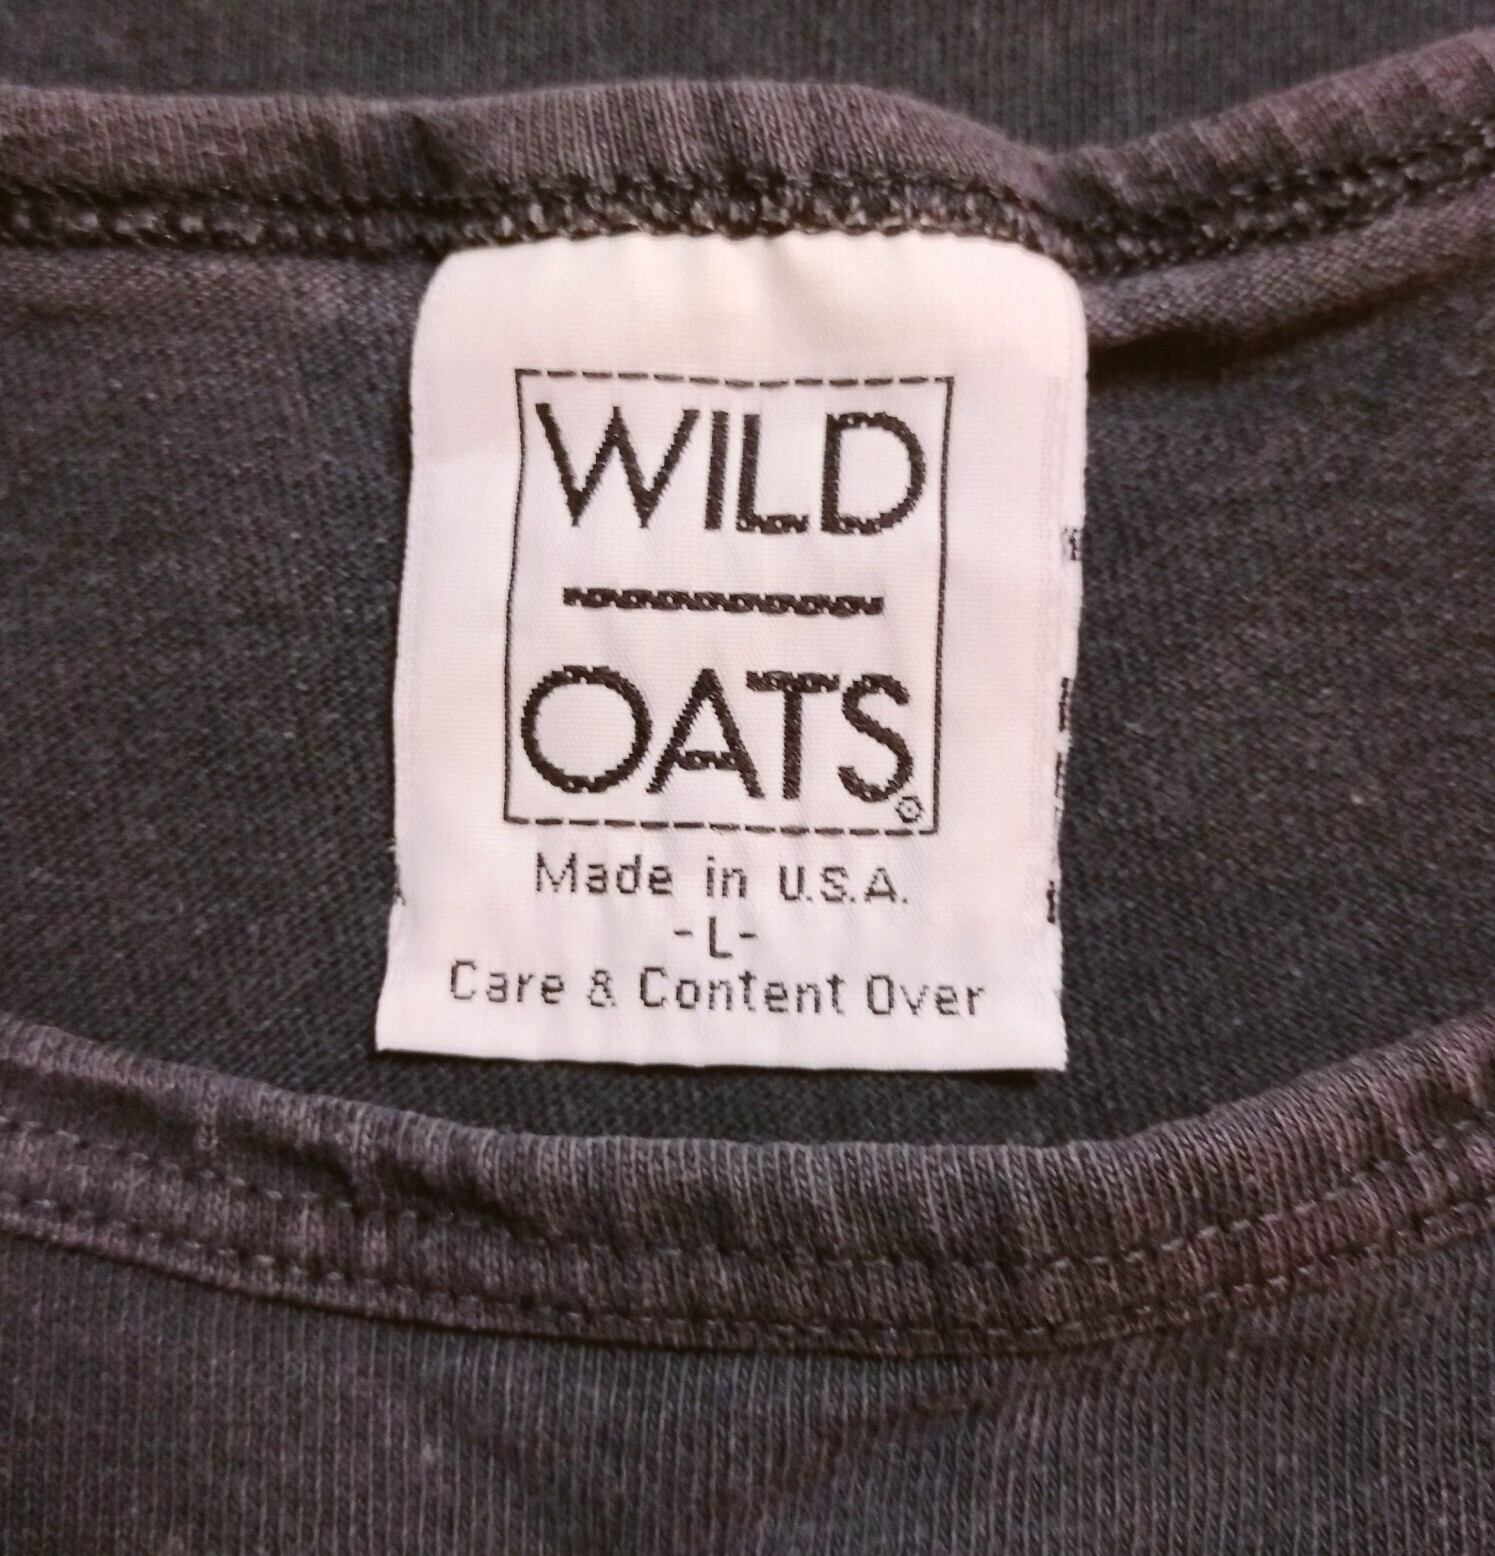 WILD
OATS®
Made in U.S.A.
-L-
Care & Content Over